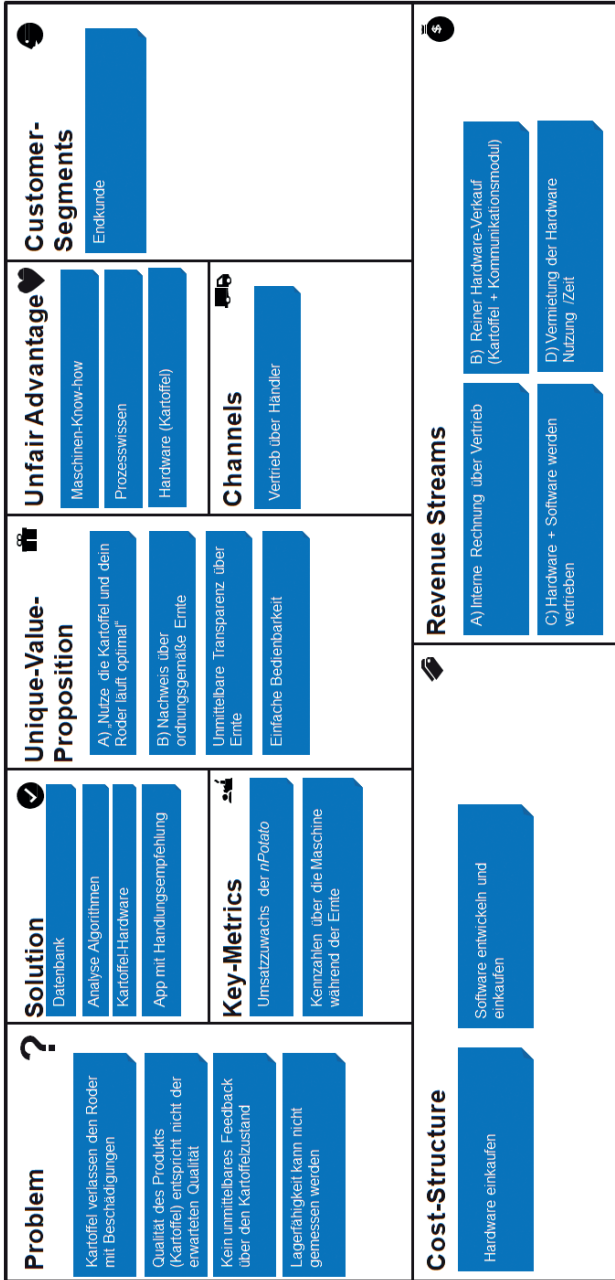 Problem
?
Kartoffel verlassen den Roder
mit Beschädigungen
Qualität des Produkts
(Kartoffel) entspricht nicht der
erwarteten Qualität
Kein unmittelbares Feedback
über den Kartoffelzustand
Lagerfähigkeit kann nicht
gemessen werden
Solution
Datenbank
Analyse Algorithmen
Kartoffel-Hardware
App mit Handlungsempfehlung
Key-Metrics
Umsatzzuwachs der nPotato
Kennzahlen über die Maschine
während der Ernte
Unique-Value-
Proposition
A) „Nutze die Kartoffel und dein
Roder läuft optimal“
B) Nachweis über
ordnungsgemäße Ernte
Unmittelbare Transparenz über
Ernte
Einfache Bedienbarkeit
Unfair Advantage
Maschinen-Know-how
Prozesswissen
Hardware (Kartoffel)
Channels
Vertrieb über Händler
Customer-
Segments
Endkunde
Cost-Structure
Hardware einkaufen
Software entwickeln und
einkaufen
Revenue Streams
$
A) Interne Rechnung über Vertrieb
B) Reiner Hardware-Verkauf
(Kartoffel + Kommunikationsmodul)
C) Hardware + Software werden
vertrieben
D) Vermietung der Hardware
Nutzung /Zeit